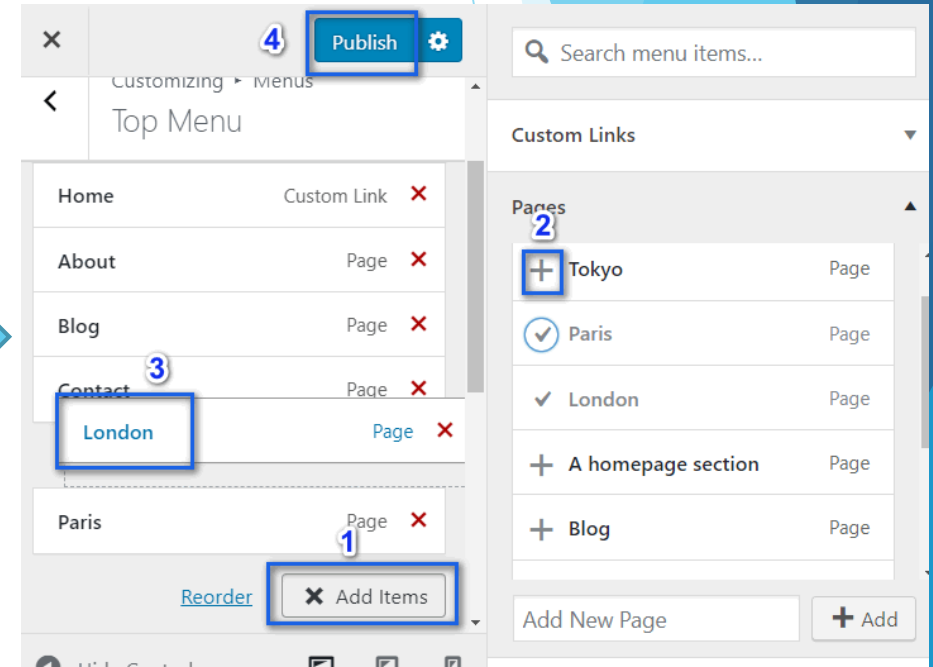 4
Publish
Customizing ▸ Menus
Top Menu
Home Custom Link
About Page
Blog Page
3
Contact Page
London Page
Paris Page
1
Reorder Add Items
Search menu items...
Custom Links
Pages
2
Tokyo Page
Paris Page
London Page
A homepage section Page
Blog Page
Add New Page Add